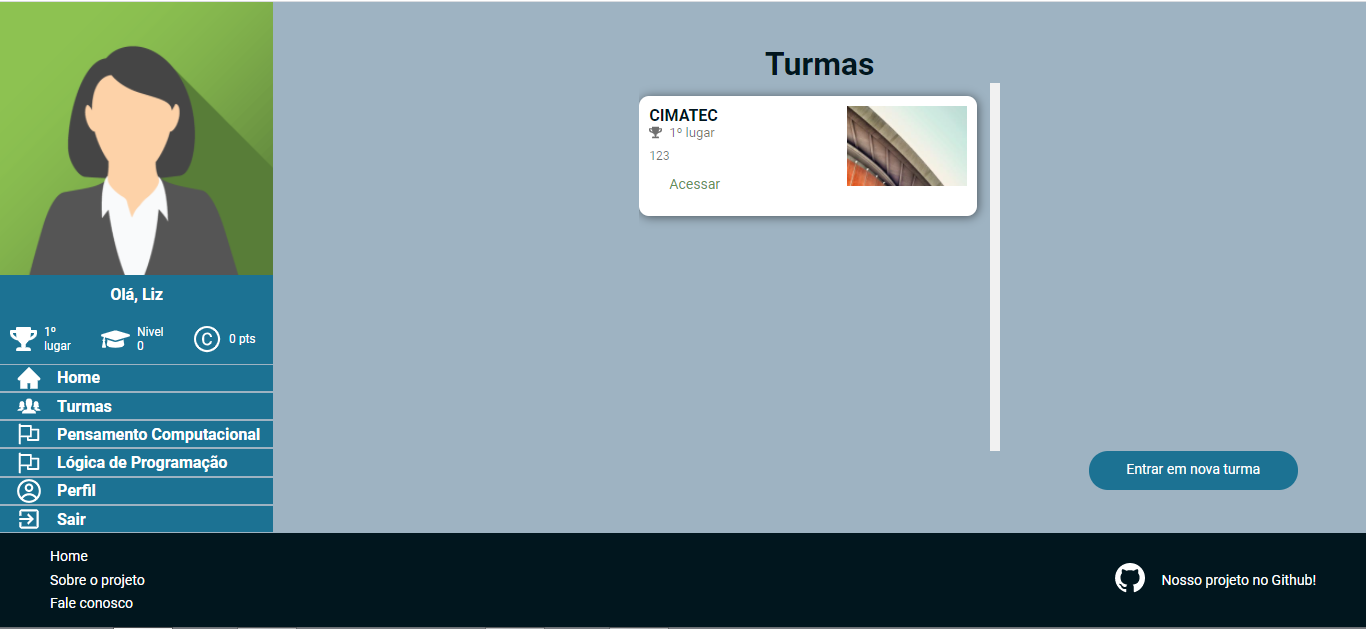 Turmas
CIMATEC
1º lugar
123
Acessar
Olá, Liz
1º
lugar
Nivel
0
0 pts
Home
Turmas
Pensamento Computacional
Lógica de Programação
Perfil
Sair
Entrar em nova turma
Home
Sobre o projeto
Fale conosco
Nosso projeto no Github!